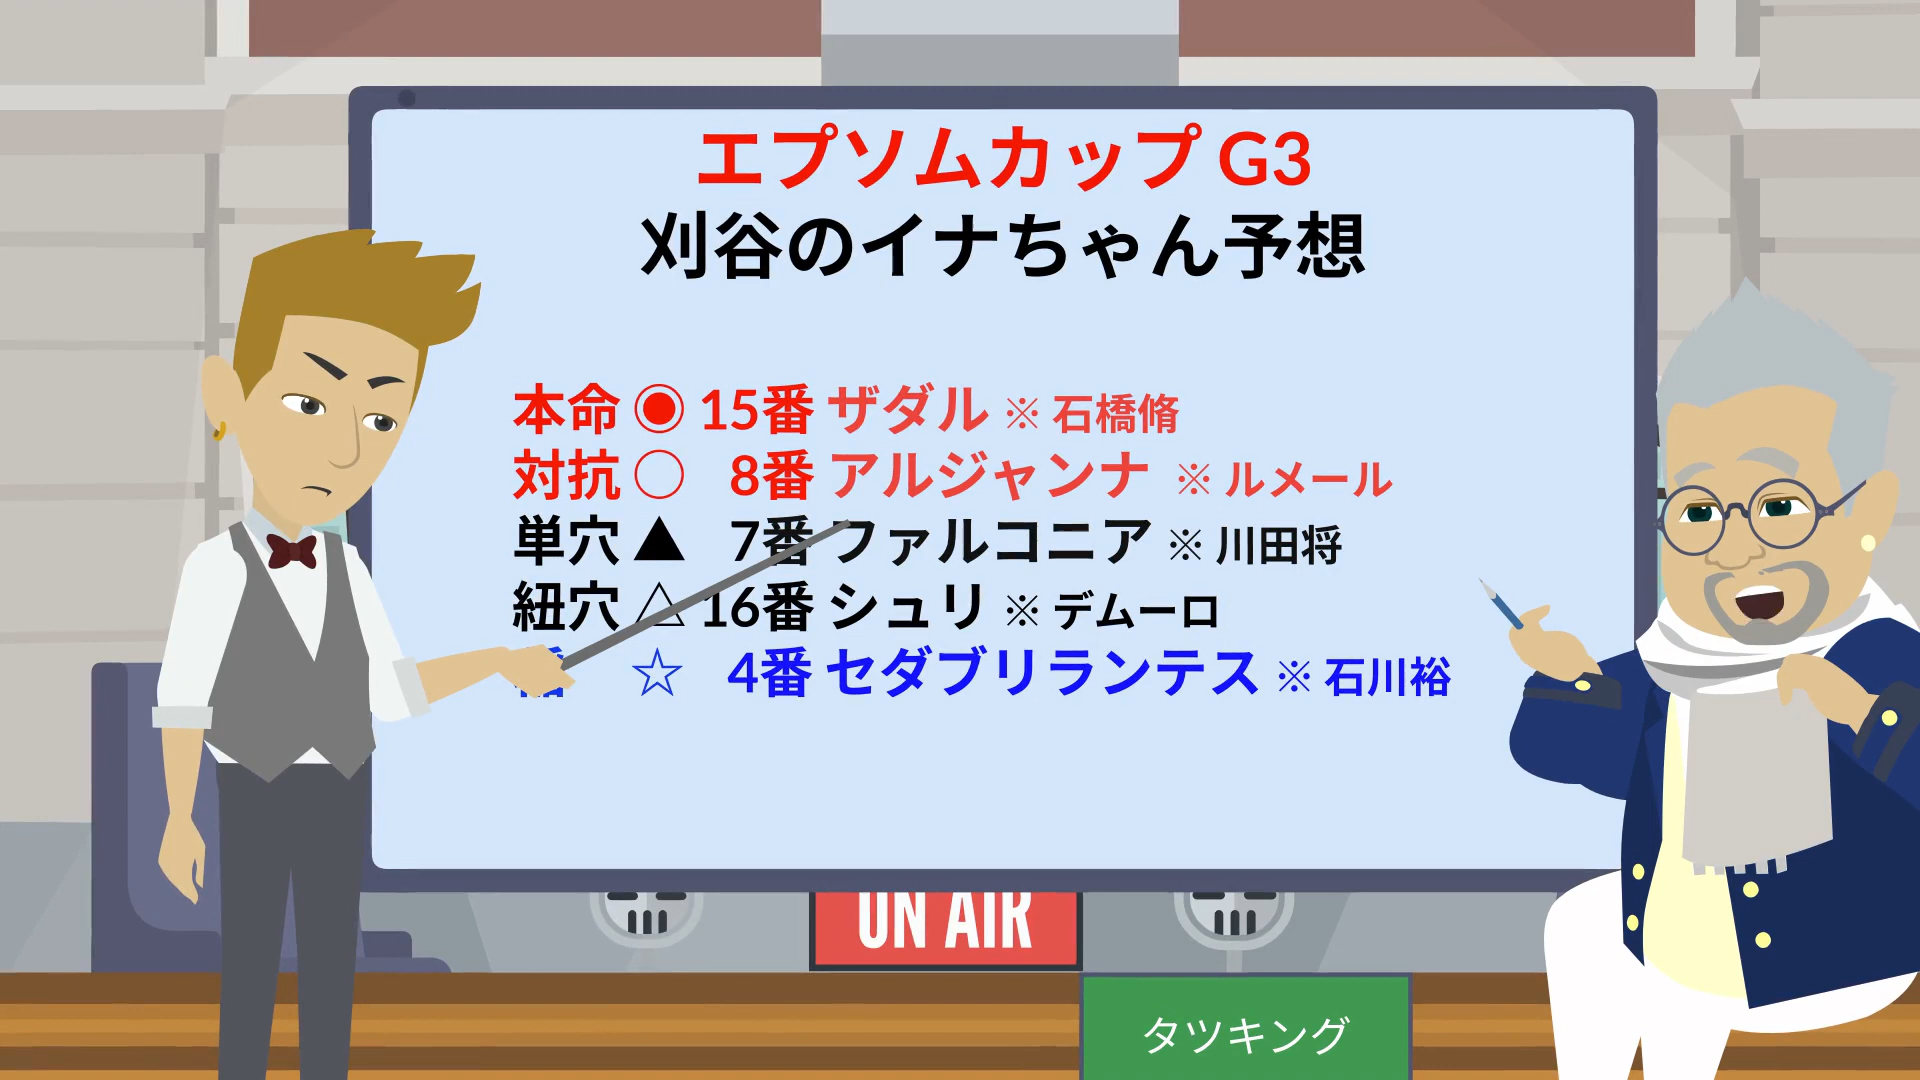 エプソムカップ G3
刈谷のイナちゃん予想
本命 ◉ 15番 ザダル ※ 石橋脩
対抗 ○ 8番 アルジャンナ ※ ルメール
単穴 ▲ 7番 ファルコニア ※ 川田将
紐穴 △ 16番 シュリ ※ デムーロ
☆ 4番 セダブリランテス ※ 石川裕
ON AIR
タツキング